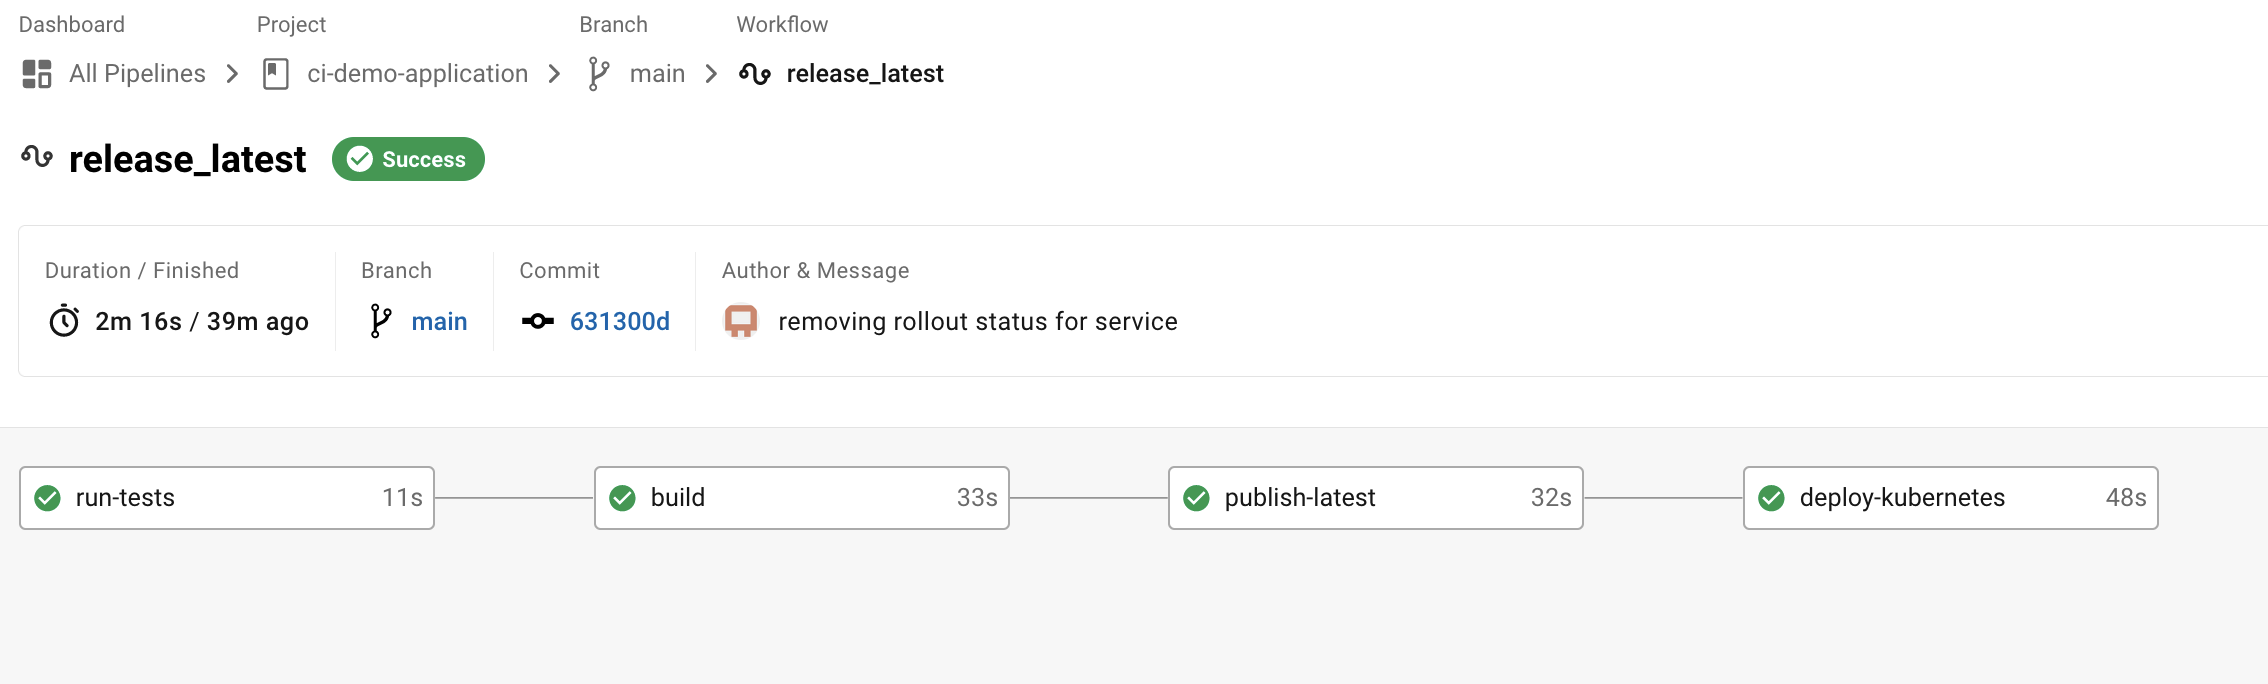 Dashboard Project Branch Workflow
All Pipelines ci-demo-application main release_latest
release_latest Success
Duration / Finished Branch Commit Author & Message
2m 16s / 39m ago main 631300d removing rollout status for service
run-tests 11s build 33s publish-latest 32s deploy-kubernetes 48s